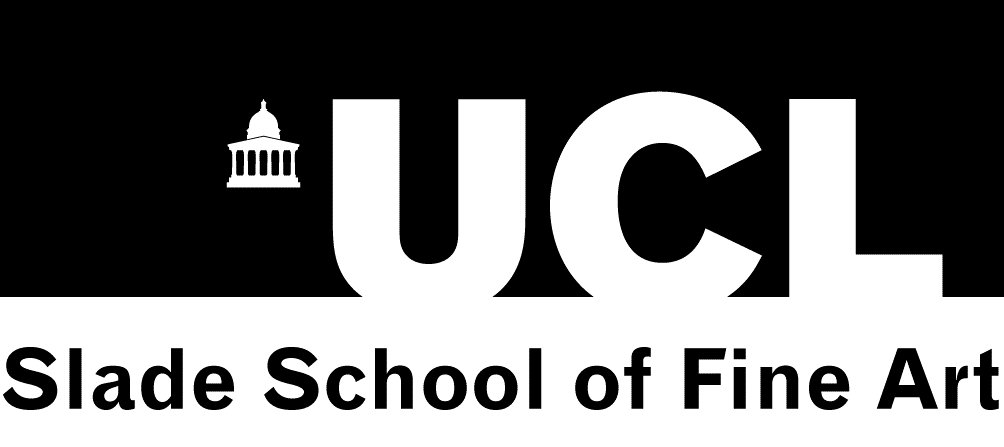 UCL
Slade School of Fine Art